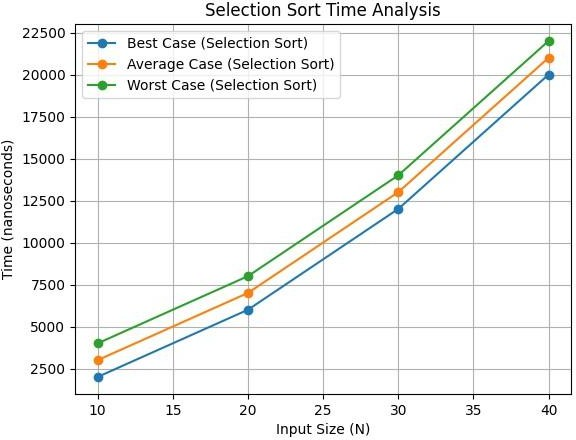 Selection Sort Time Analysis
Best Case (Selection Sort)
Average Case (Selection Sort)
Worst Case (Selection Sort)
Time (nanoseconds)
22500
20000
17500
15000
12500
10000
7500
5000
2500
10 15 20 25 30 35 40
Input Size (N)